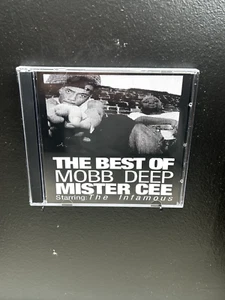 THE BEST OF
MOBB DEEP
MISTER CEE
Starring: The Infamous